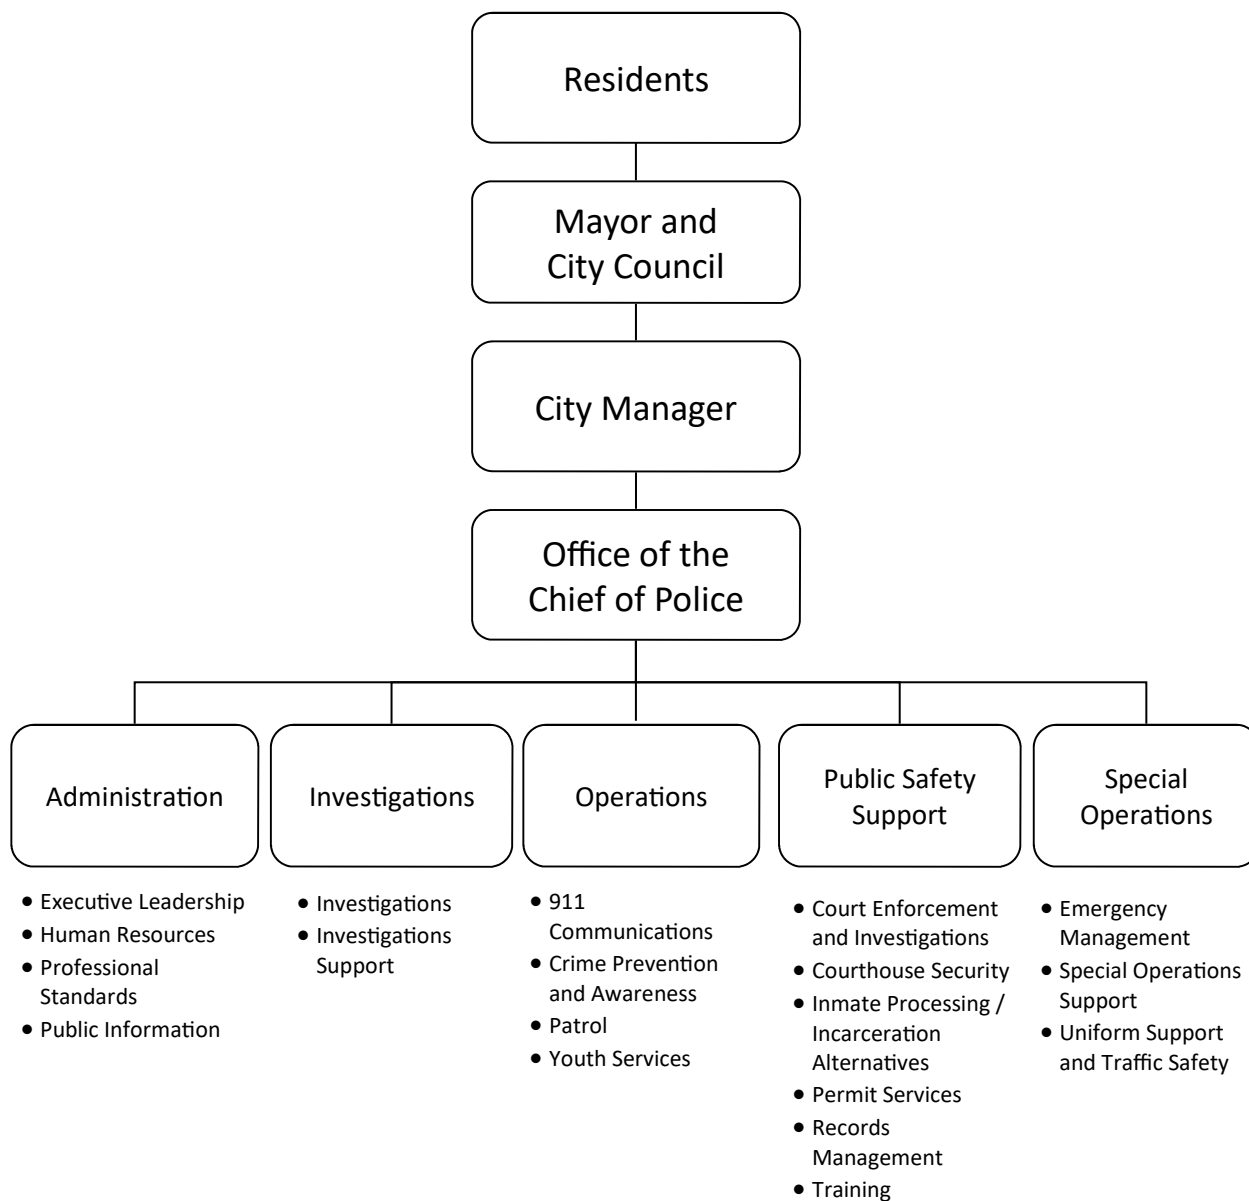 Residents
Mayor and
City Council
City Manager
Office of the
Chief of Police
Administration
• Executive Leadership
• Human Resources
• Professional
Standards
• Public Information
Investigations
• Investigations
• Investigations
Support
Operations
• 911
Communications
• Crime Prevention
and Awareness
• Patrol
• Youth Services
Public Safety
Support
• Court Enforcement
and Investigations
• Courthouse Security
• Inmate Processing /
Incarceration
Alternatives
• Permit Services
• Records
Management
• Training
Special
Operations
• Emergency
Management
• Special Operations
Support
• Uniform Support
and Traffic Safety